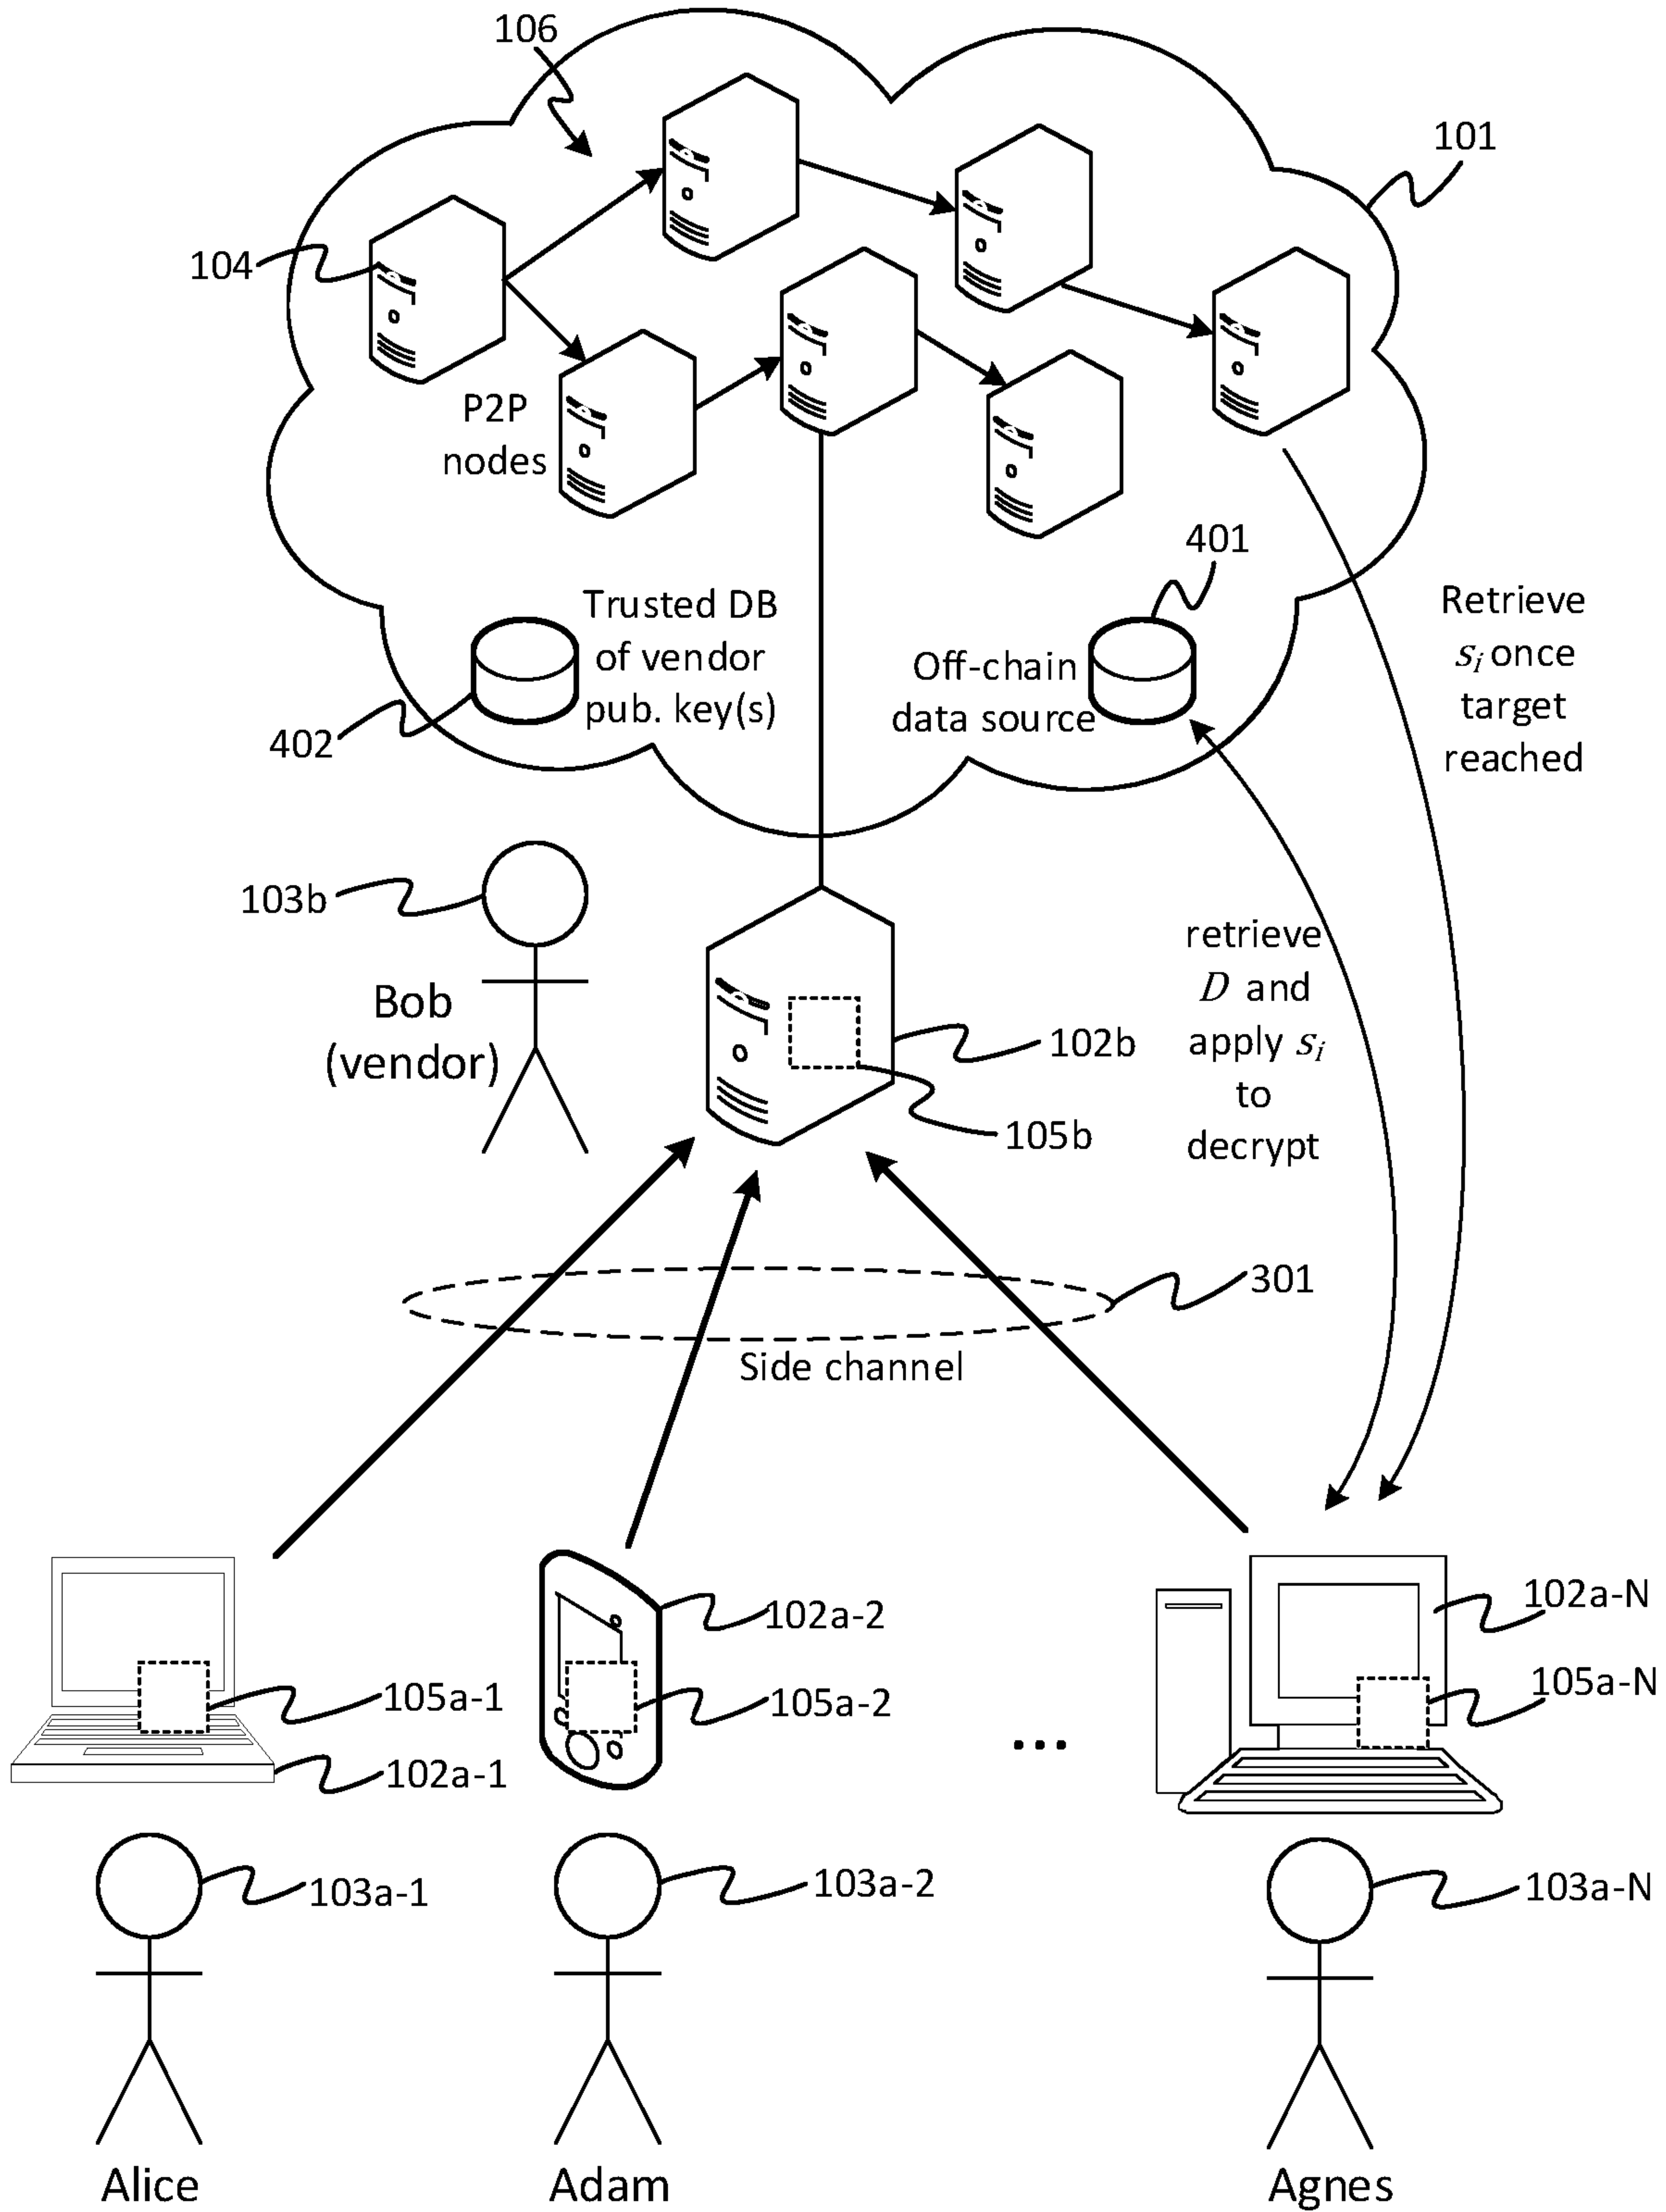 106
101
104
P2P
nodes
401
Trusted DB
of vendor
pub. key(s)
Off-chain
data source
Retrieve
si once
target
reached
402
103b
retrieve
D and
apply si
to
decrypt
Bob
(vendor)
102b
105b
301
Side channel
102a-N
102a-2
105a-N
105a-1
105a-2
...
102a-1
103a-1
103a-2
103a-N
Alice
Adam
Agnes